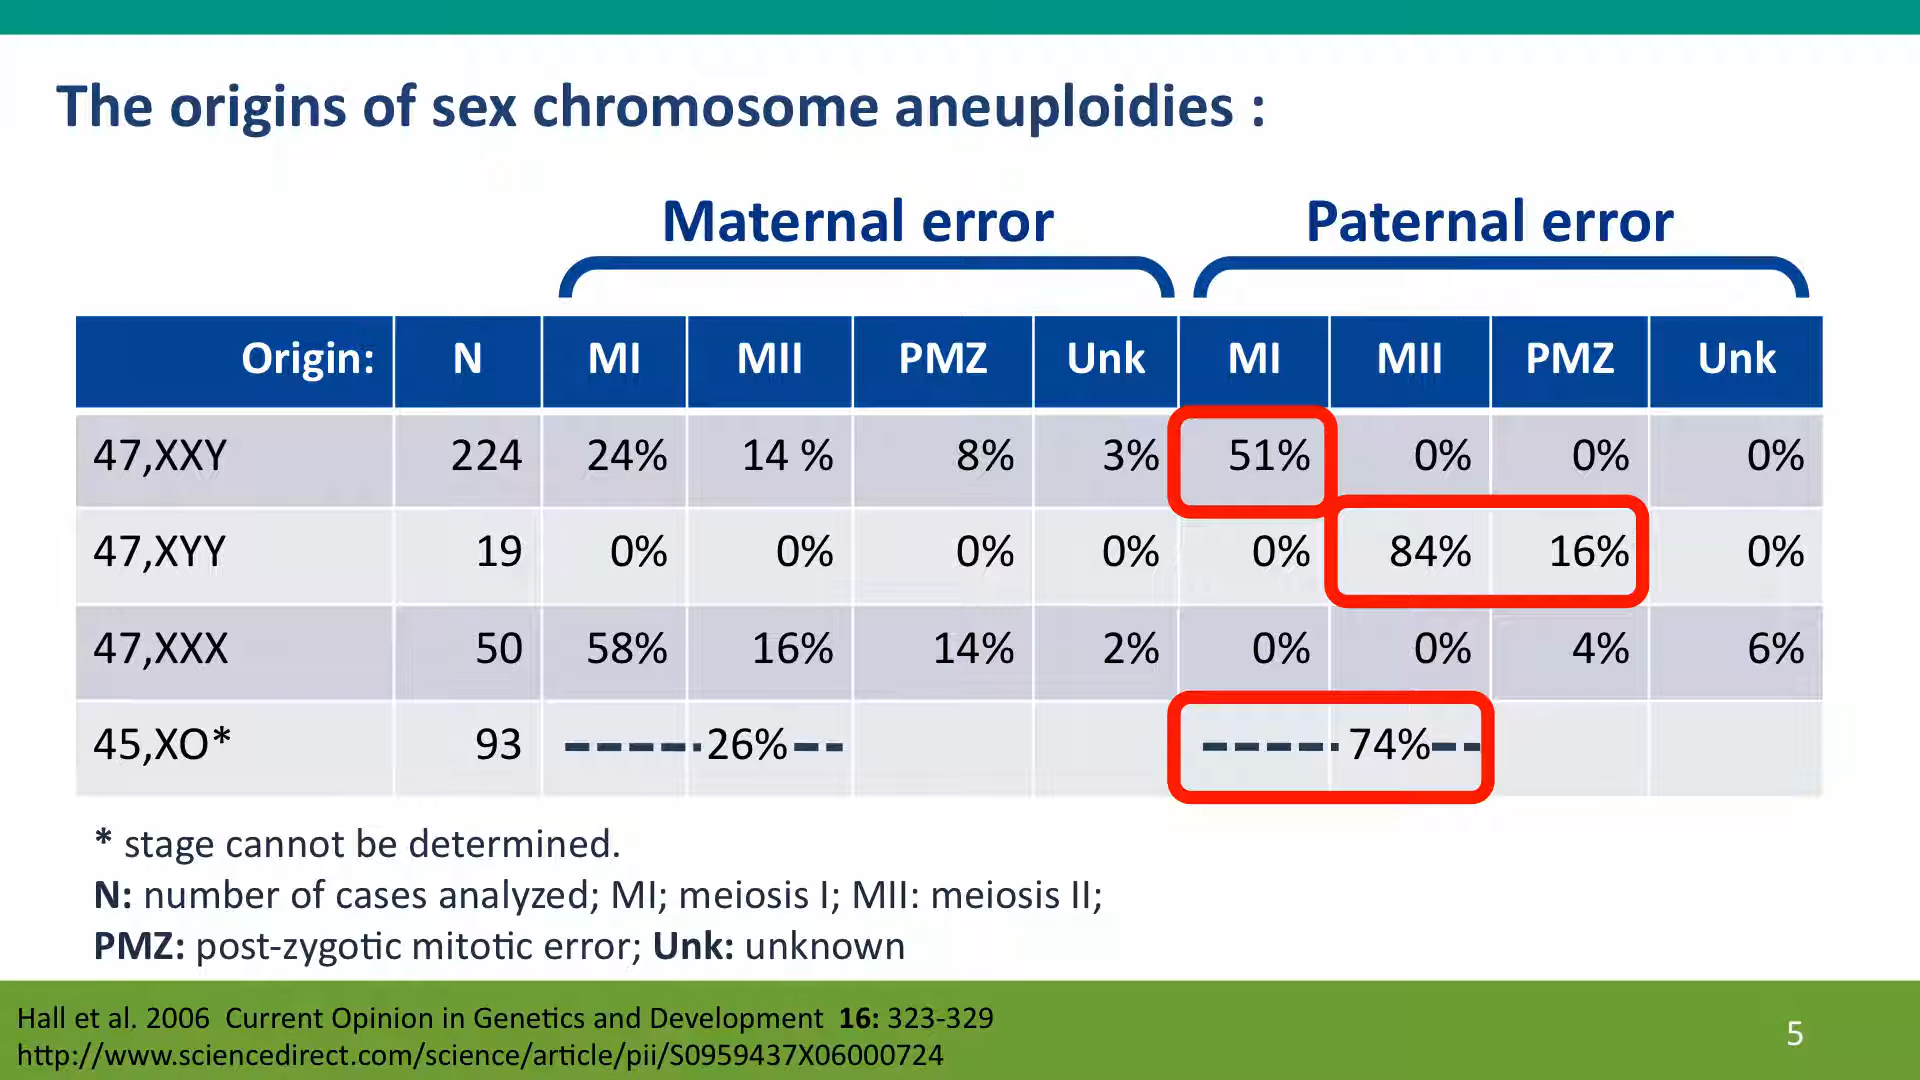 The origins of sex chromosome aneuploidies :
Maternal error Paternal error
Origin: N MI MII PMZ Unk MI MII PMZ Unk
47,XXY 224 24% 14 % 8% 3% 51% 0% 0% 0%
47,XYY 19 0% 0% 0% 0% 0% 84% 16% 0%
47,XXX 50 58% 16% 14% 2% 0% 0% 4% 6%
45,XO* 93 26% 74%
* stage cannot be determined.
N: number of cases analyzed; MI; meiosis I; MII: meiosis II;
PMZ: post-zygotic mitotic error; Unk: unknown
Hall et al. 2006 Current Opinion in Genetics and Development 16: 323-329
http://www.sciencedirect.com/science/article/pii/S0959437X06000724
5